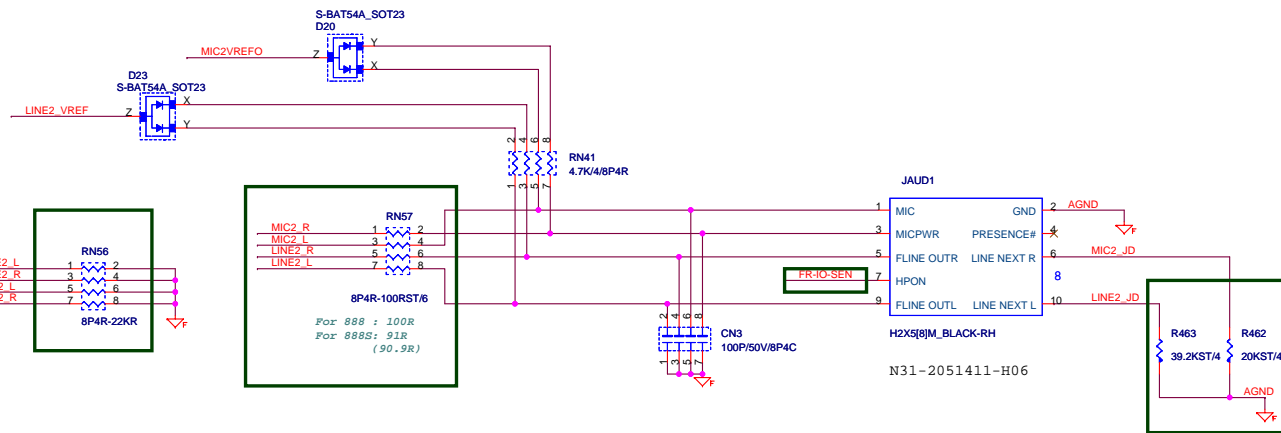 S-BAT54A_SOT23
D20
MIC2VREFO
Z
Y
X
D23
S-BAT54A_SOT23
LINE2_VREF
Z
X
Y
2 4 6 8
RN41
4.7K/4/8P4R
1 3 5 7
JAUD1
RN57
MIC2_R 1 2
MIC2_L 3 4
LINE2_R 5 6
LINE2_L 7 8
8P4R-100RST/6
For 888 : 100R
For 888S: 91R
(90.9R)
RN56
2_L 1 2
2_R 3 4
2_L 5 6
2_R 7 8
8P4R-22KR
F
1 MIC GND 2 AGND
F
3 MICPWR PRESENCE# 4
5 FLINE OUTR LINE NEXT R 6 MIC2_JD
FR-IO-SEN 7 HPON 8
9 FLINE OUTL LINE NEXT L 10 LINE2_JD
H2X5[8]M_BLACK-RH
N31-2051411-H06
2 4 6 8
CN3
100P/50V/8P4C
1 3 5 7
F
R463
39.2KST/4
R462
20KST/4
AGND
F